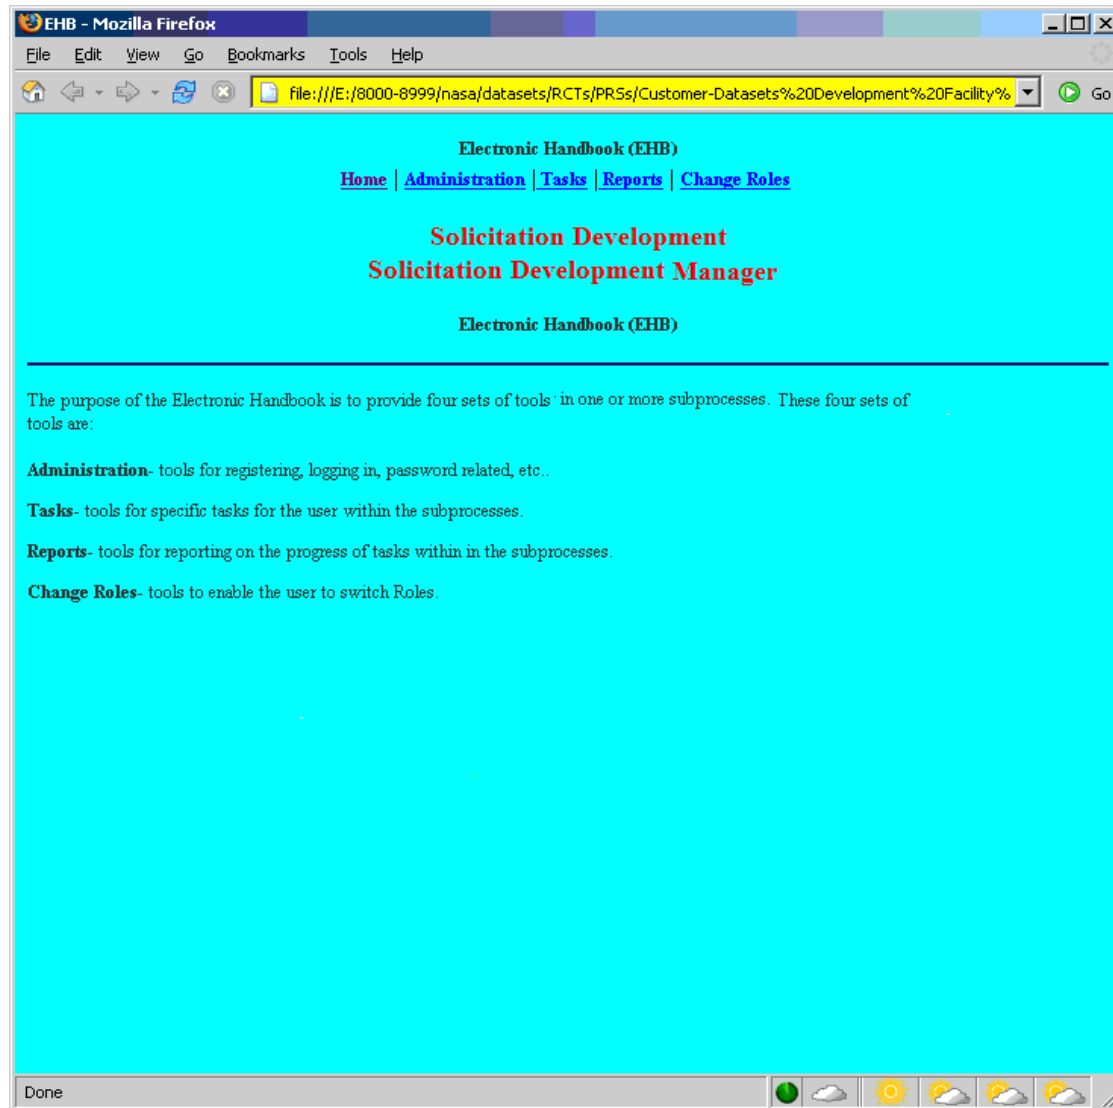 EHB - Mozilla Firefox
File Edit View Go Bookmarks Tools Help
file:///E:/8000-8999/nasa/datasets/RCTs/PRSs/Customer-Datasets%20Development%20Facility% Go
Electronic Handbook (EHB)
Home | Administration | Tasks | Reports | Change Roles
Solicitation Development
Solicitation Development Manager
Electronic Handbook (EHB)
The purpose of the Electronic Handbook is to provide four sets of tools in one or more subprocesses. These four sets of
tools are:
Administration- tools for registering, logging in, password related, etc..
Tasks- tools for specific tasks for the user within the subprocesses.
Reports- tools for reporting on the progress of tasks within in the subprocesses.
Change Roles- tools to enable the user to switch Roles.
Done